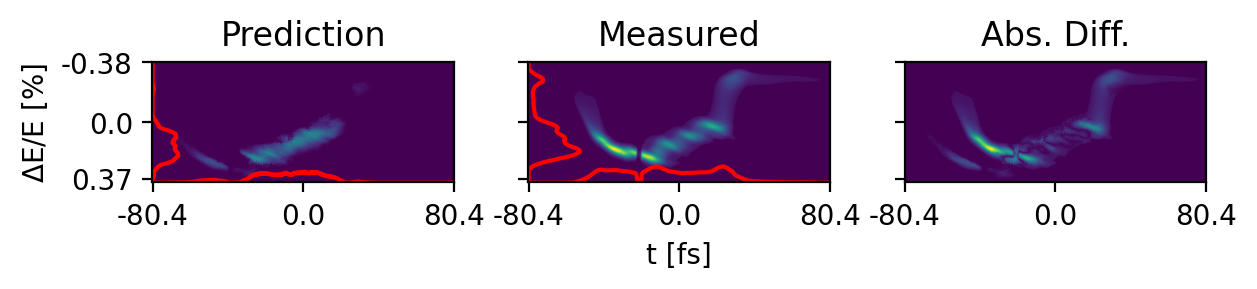 Prediction Measured Abs. Diff.
ΔE/E [%]
-0.38
0.0
0.37
-80.4 0.0 80.4 -80.4 0.0 80.4 -80.4 0.0 80.4
t [fs]